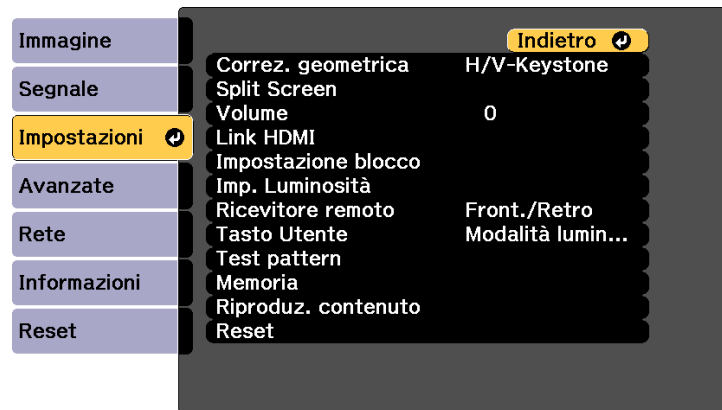 Immagine
Segnale
Impostazioni
Avanzate
Rete
Informazioni
Reset
Indietro
Correz. geometrica H/V-Keystone
Split Screen
Volume 0
Link HDMI
Impostazione blocco
Imp. Luminosità
Ricevitore remoto Front./Retro
Tasto Utente Modalità lumin...
Test pattern
Memoria
Riproduz. contenuto
Reset